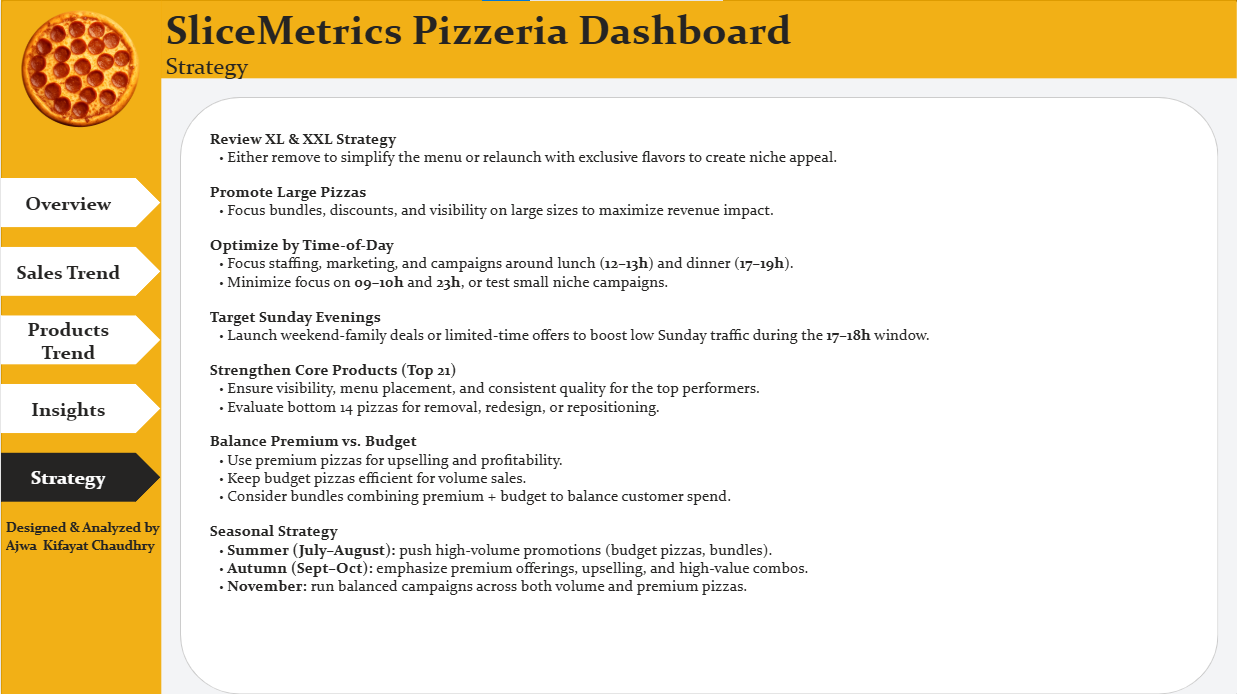 SliceMetrics Pizzeria Dashboard
Strategy
Overview
Sales Trend
Products
Trend
Insights
Strategy
Designed & Analyzed by
Ajwa Kifayat Chaudhry
Review XL & XXL Strategy
• Either remove to simplify the menu or relaunch with exclusive flavors to create niche appeal.
Promote Large Pizzas
• Focus bundles, discounts, and visibility on large sizes to maximize revenue impact.
Optimize by Time-of-Day
• Focus staffing, marketing, and campaigns around lunch (12–13h) and dinner (17–19h).
• Minimize focus on 09–10h and 23h, or test small niche campaigns.
Target Sunday Evenings
• Launch weekend-family deals or limited-time offers to boost low Sunday traffic during the 17–18h window.
Strengthen Core Products (Top 21)
• Ensure visibility, menu placement, and consistent quality for the top performers.
• Evaluate bottom 14 pizzas for removal, redesign, or repositioning.
Balance Premium vs. Budget
• Use premium pizzas for upselling and profitability.
• Keep budget pizzas efficient for volume sales.
• Consider bundles combining premium + budget to balance customer spend.
Seasonal Strategy
• Summer (July–August): push high-volume promotions (budget pizzas, bundles).
• Autumn (Sept–Oct): emphasize premium offerings, upselling, and high-value combos.
• November: run balanced campaigns across both volume and premium pizzas.